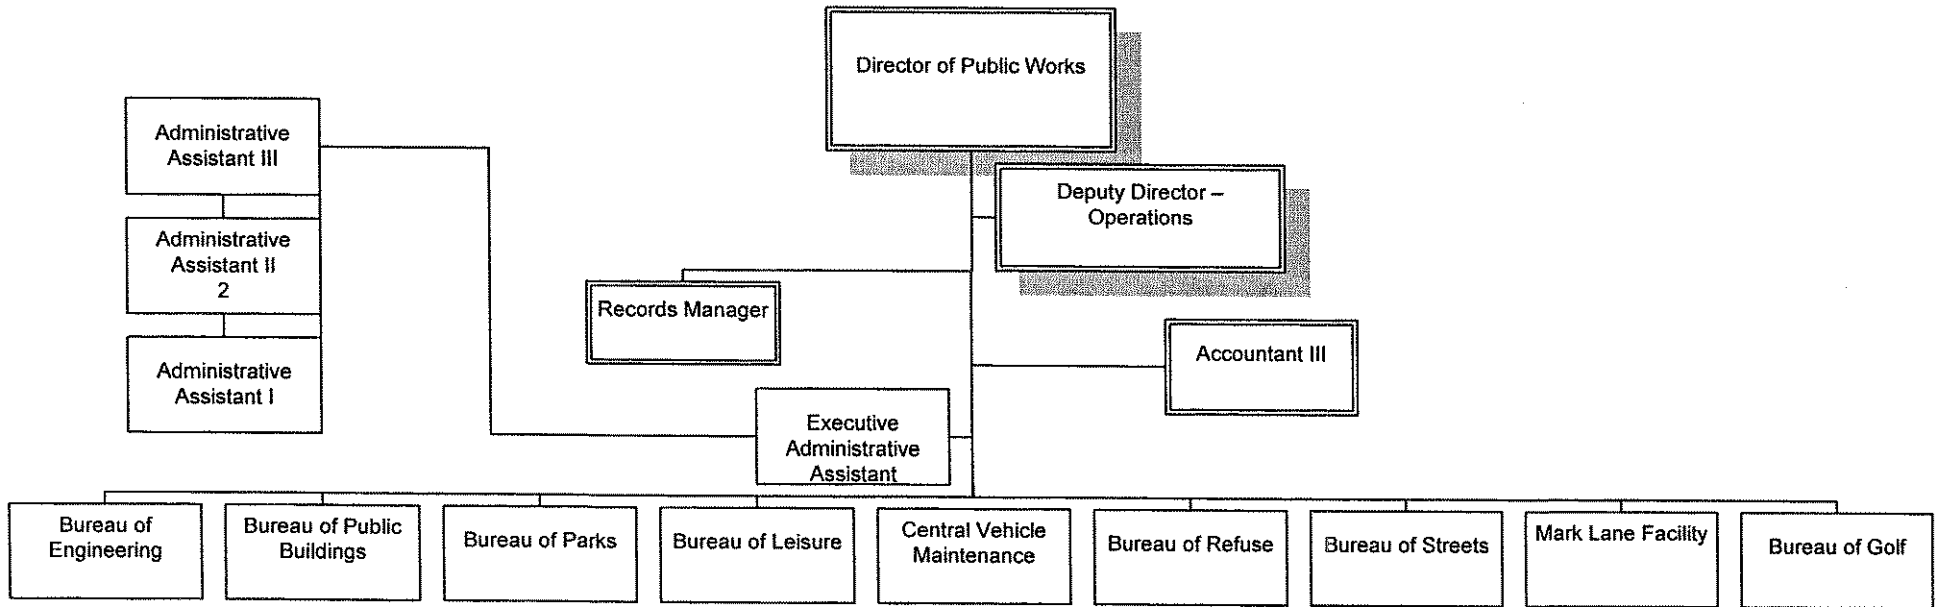 Director of Public Works
Administrative
Assistant III
Deputy Director –
Operations
Administrative
Assistant II
2
Records Manager
Accountant III
Administrative
Assistant I
Executive
Administrative
Assistant
Bureau of
Engineering
Bureau of Public
Buildings
Bureau of Parks
Bureau of Leisure
Central Vehicle
Maintenance
Bureau of Refuse
Bureau of Streets
Mark Lane Facility
Bureau of Golf